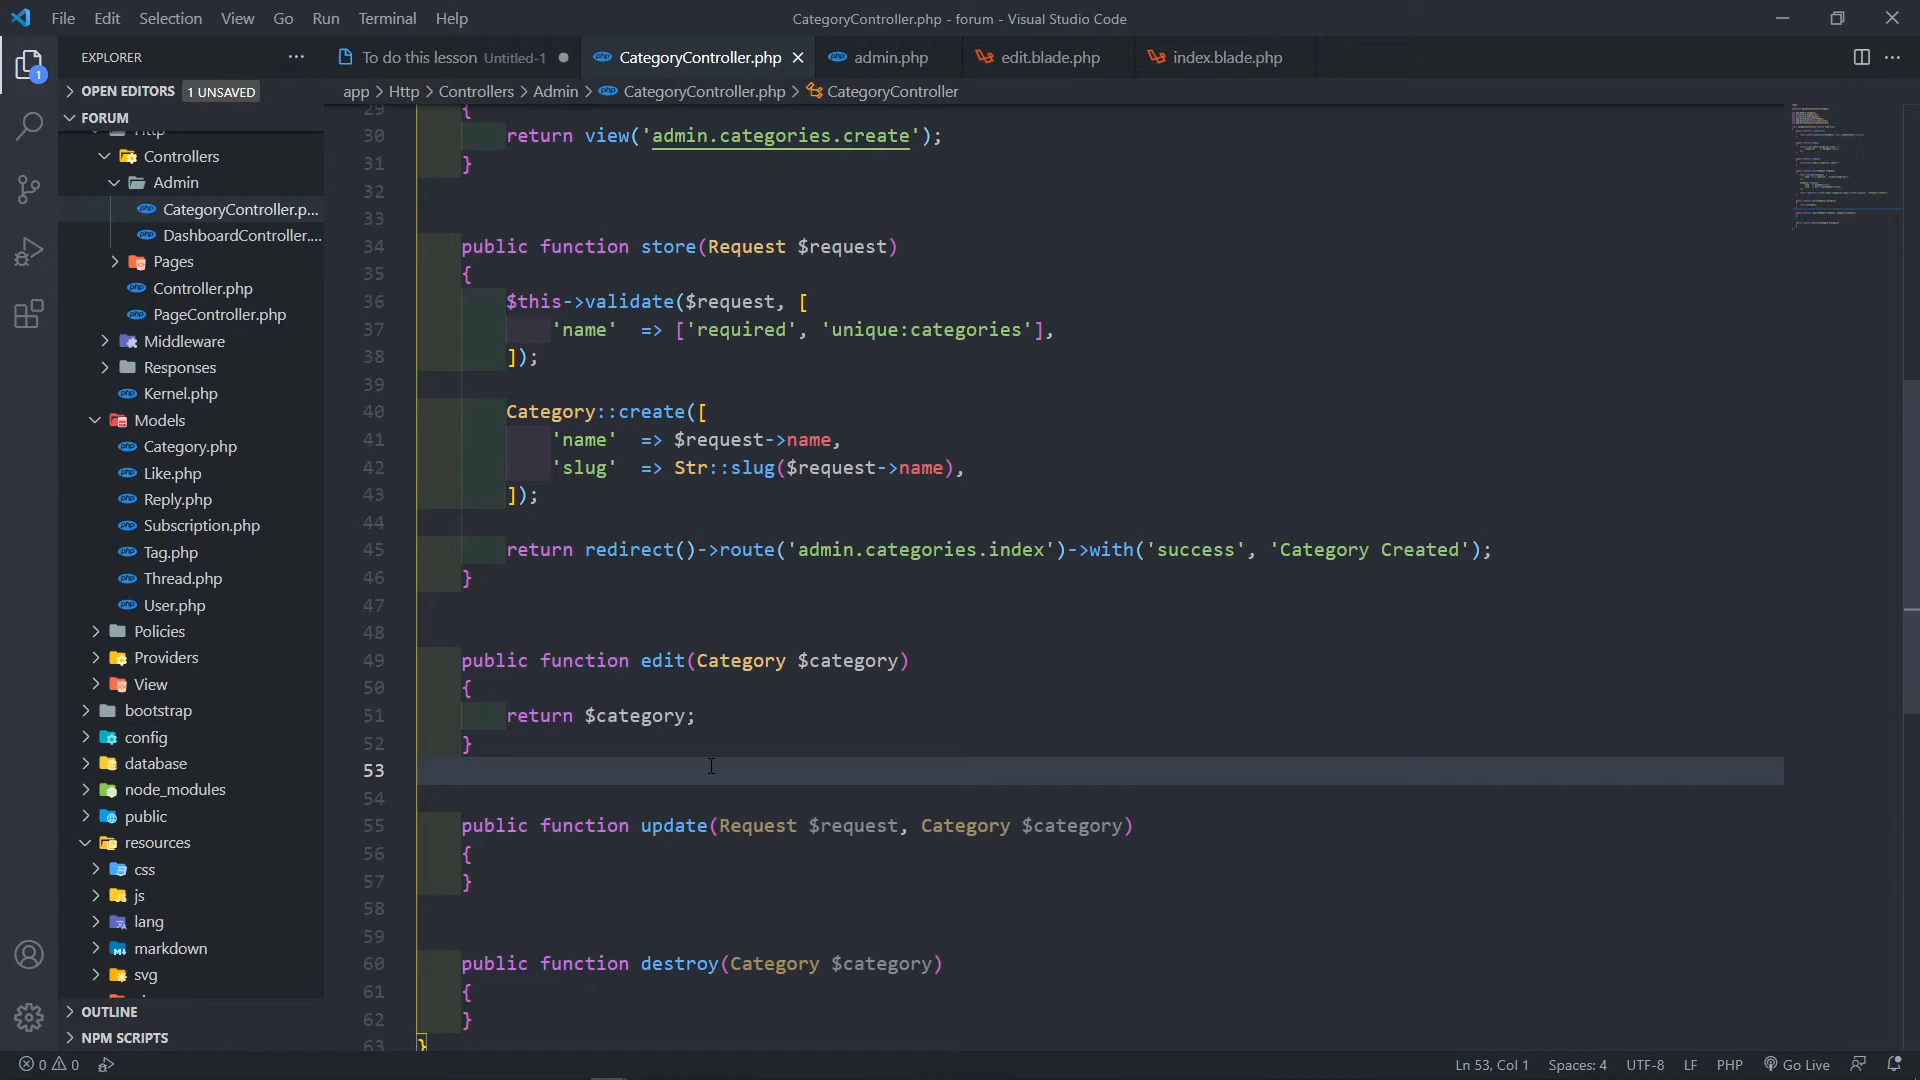 File Edit Selection View Go Run Terminal Help
CategoryController.php - forum - Visual Studio Code
EXPLORER
To do this lesson Untitled-1
CategoryController.php
admin.php
edit.blade.php
index.blade.php
OPEN EDITORS 1 UNSAVED
app > Http > Controllers > Admin > CategoryController.php > CategoryController
FORUM
Http
Controllers
Admin
CategoryController.p...
DashboardController....
Pages
Controller.php
PageController.php
Middleware
Responses
Kernel.php
Models
Category.php
Like.php
Reply.php
Subscription.php
Tag.php
Thread.php
User.php
Policies
Providers
View
bootstrap
config
database
node_modules
public
resources
css
js
lang
markdown
svg
OUTLINE
NPM SCRIPTS
1
29 {
30 return view('admin.categories.create');
31 }
32
33
34 public function store(Request $request)
35 {
36 $this->validate($request, [
37 'name' => ['required', 'unique:categories'],
38 ]);
39
40 Category::create([
41 'name' => $request->name,
42 'slug' => Str::slug($request->name),
43 ]);
44
45 return redirect()->route('admin.categories.index')->with('success', 'Category Created');
46 }
47
48
49 public function edit(Category $category)
50 {
51 return $category;
52 }
53
54
55 public function update(Request $request, Category $category)
56 {
57 }
58
59
60 public function destroy(Category $category)
61 {
62 }
63 }
0 0
Ln 53, Col 1 Spaces: 4 UTF-8 LF PHP Go Live